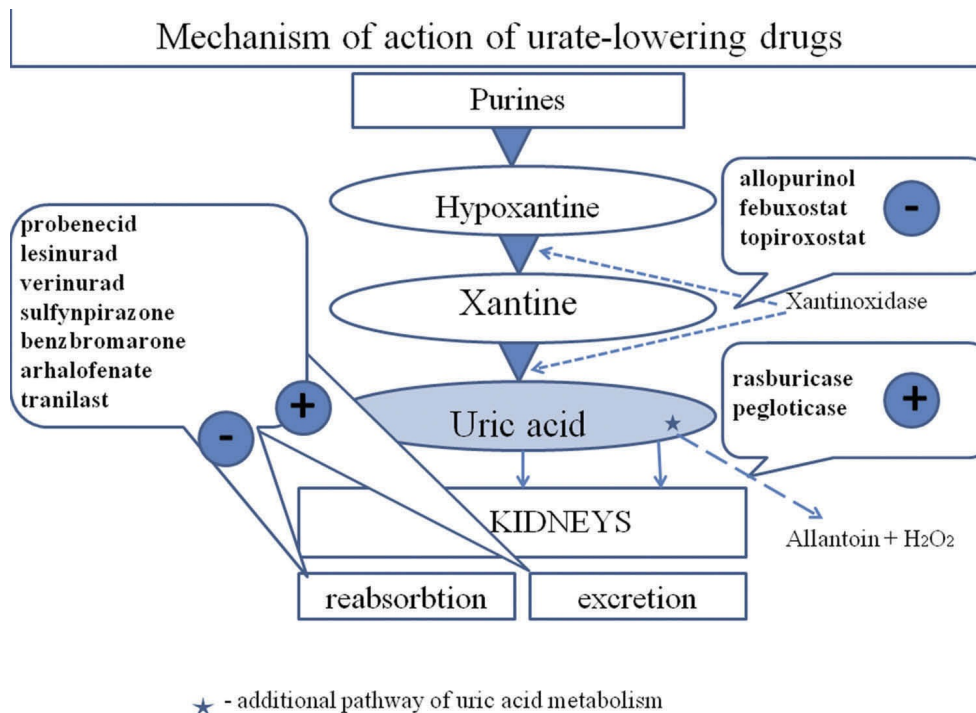 Mechanism of action of urate-lowering drugs
Purines
Hypoxantine
allopurinol
febuxostat
topiroxostat
-
Xantine
Xantinoxidase
probenecid
lesinurad
verinurad
sulfynpirazone
benzbromarone
arhalofenate
tranilast
-
+
Uric acid
rasburicase
pegloticase
+
KIDNEYS
Allantoin + H₂O₂
reabsorbtion
excretion
- additional pathway of uric acid metabolism